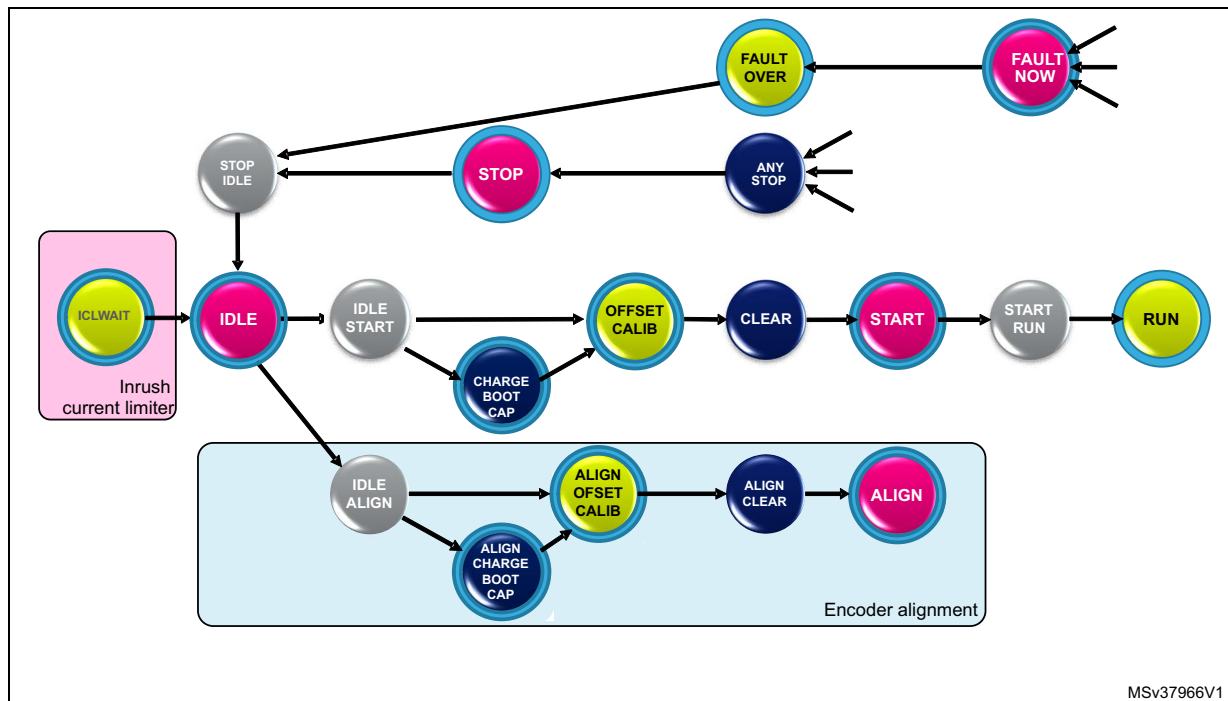 FAULT
OVER
FAULT
NOW
STOP
IDLE
STOP
ANY
STOP
ICLWAIT
IDLE
IDLE
START
OFFSET
CALIB
CLEAR
START
START
RUN
RUN
CHARGE
BOOT
CAP
Inrush
current limiter
IDLE
ALIGN
ALIGN
OFSET
CALIB
ALIGN
CLEAR
ALIGN
ALIGN
CHARGE
BOOT
CAP
Encoder alignment
MSv37966V1